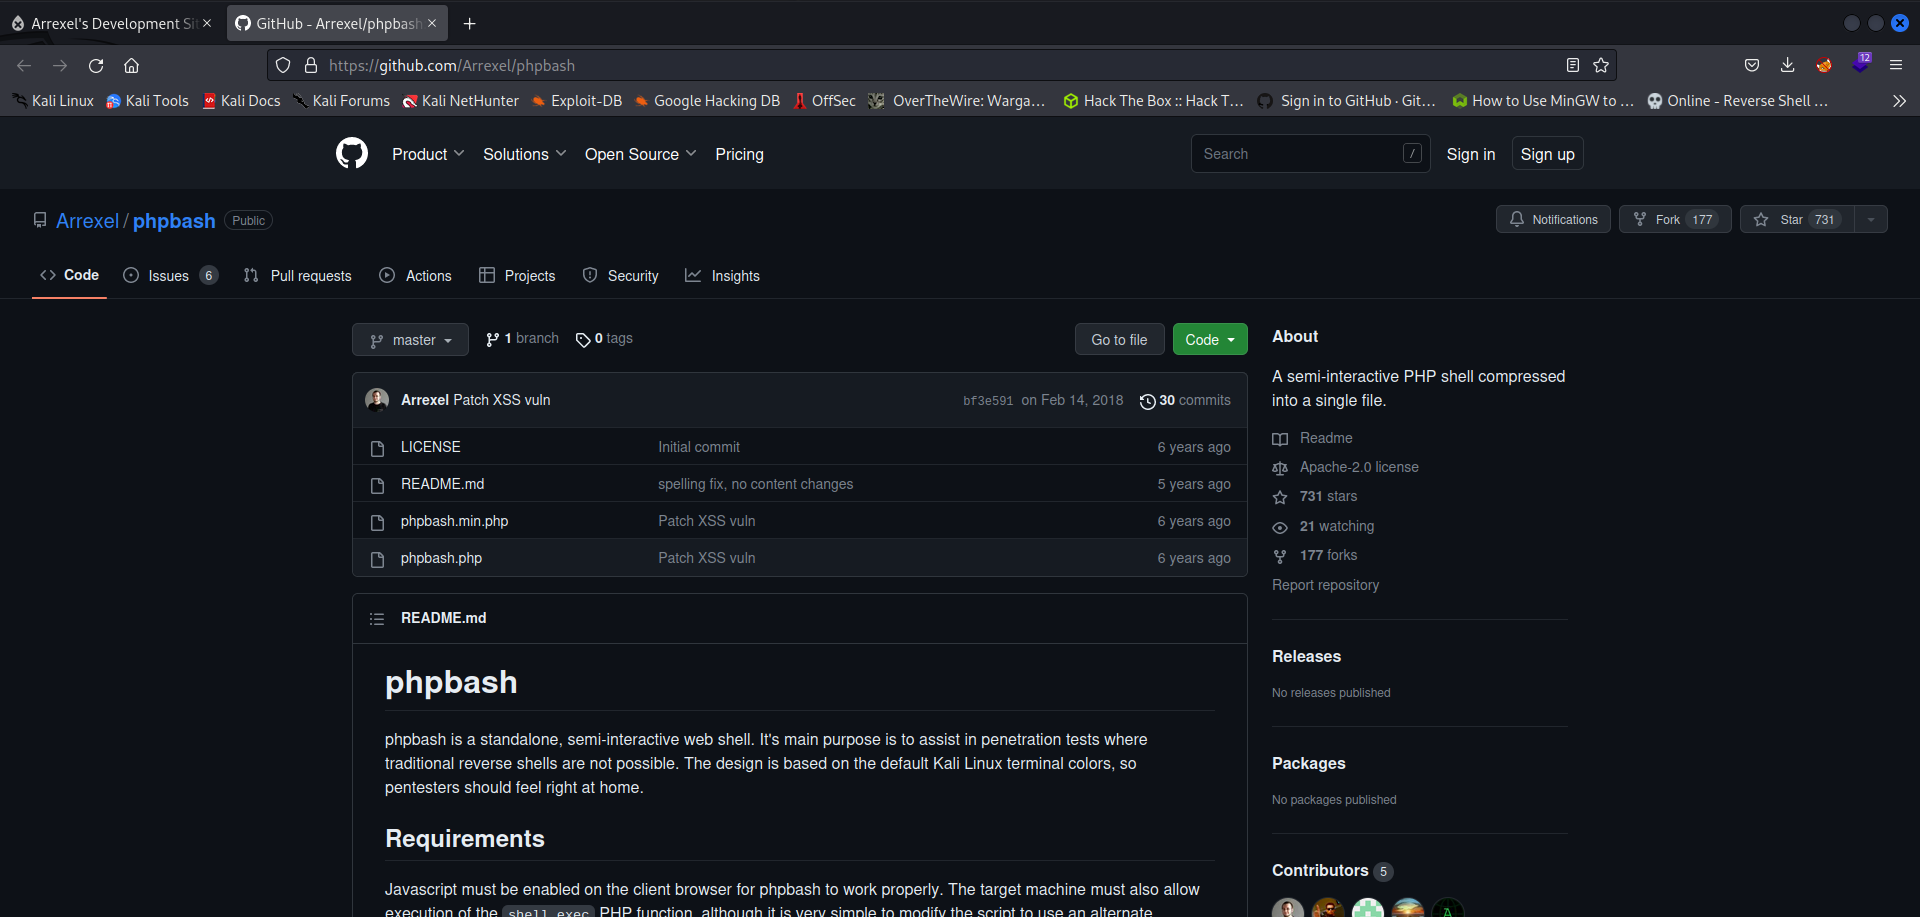 Arrexel's Development Si
GitHub - Arrexel/phpbash
https://github.com/Arrexel/phpbash
12
Kali Linux Kali Tools Kali Docs Kali Forums Kali NetHunter Exploit-DB Google Hacking DB OffSec OverTheWire: Warga… Hack The Box :: Hack T… Sign in to GitHub · Git… How to Use MinGW to … Online - Reverse Shell …
Product Solutions Open Source Pricing
Search /
Sign in Sign up
Arrexel / phpbash Public
Notifications Fork 177 Star 731
Code Issues 6 Pull requests Actions Projects Security Insights
master 1 branch 0 tags
Go to file Code
Arrexel Patch XSS vuln bf3e591 on Feb 14, 2018 30 commits
LICENSE Initial commit 6 years ago
README.md spelling fix, no content changes 5 years ago
phpbash.min.php Patch XSS vuln 6 years ago
phpbash.php Patch XSS vuln 6 years ago
README.md
phpbash
phpbash is a standalone, semi-interactive web shell. It's main purpose is to assist in penetration tests where
traditional reverse shells are not possible. The design is based on the default Kali Linux terminal colors, so
pentesters should feel right at home.
Requirements
Javascript must be enabled on the client browser for phpbash to work properly. The target machine must also allow
execution of the shell_exec PHP function, although it is very simple to modify the script to use an alternate
About
A semi-interactive PHP shell compressed
into a single file.
Readme
Apache-2.0 license
731 stars
21 watching
177 forks
Report repository
Releases
No releases published
Packages
No packages published
Contributors 5